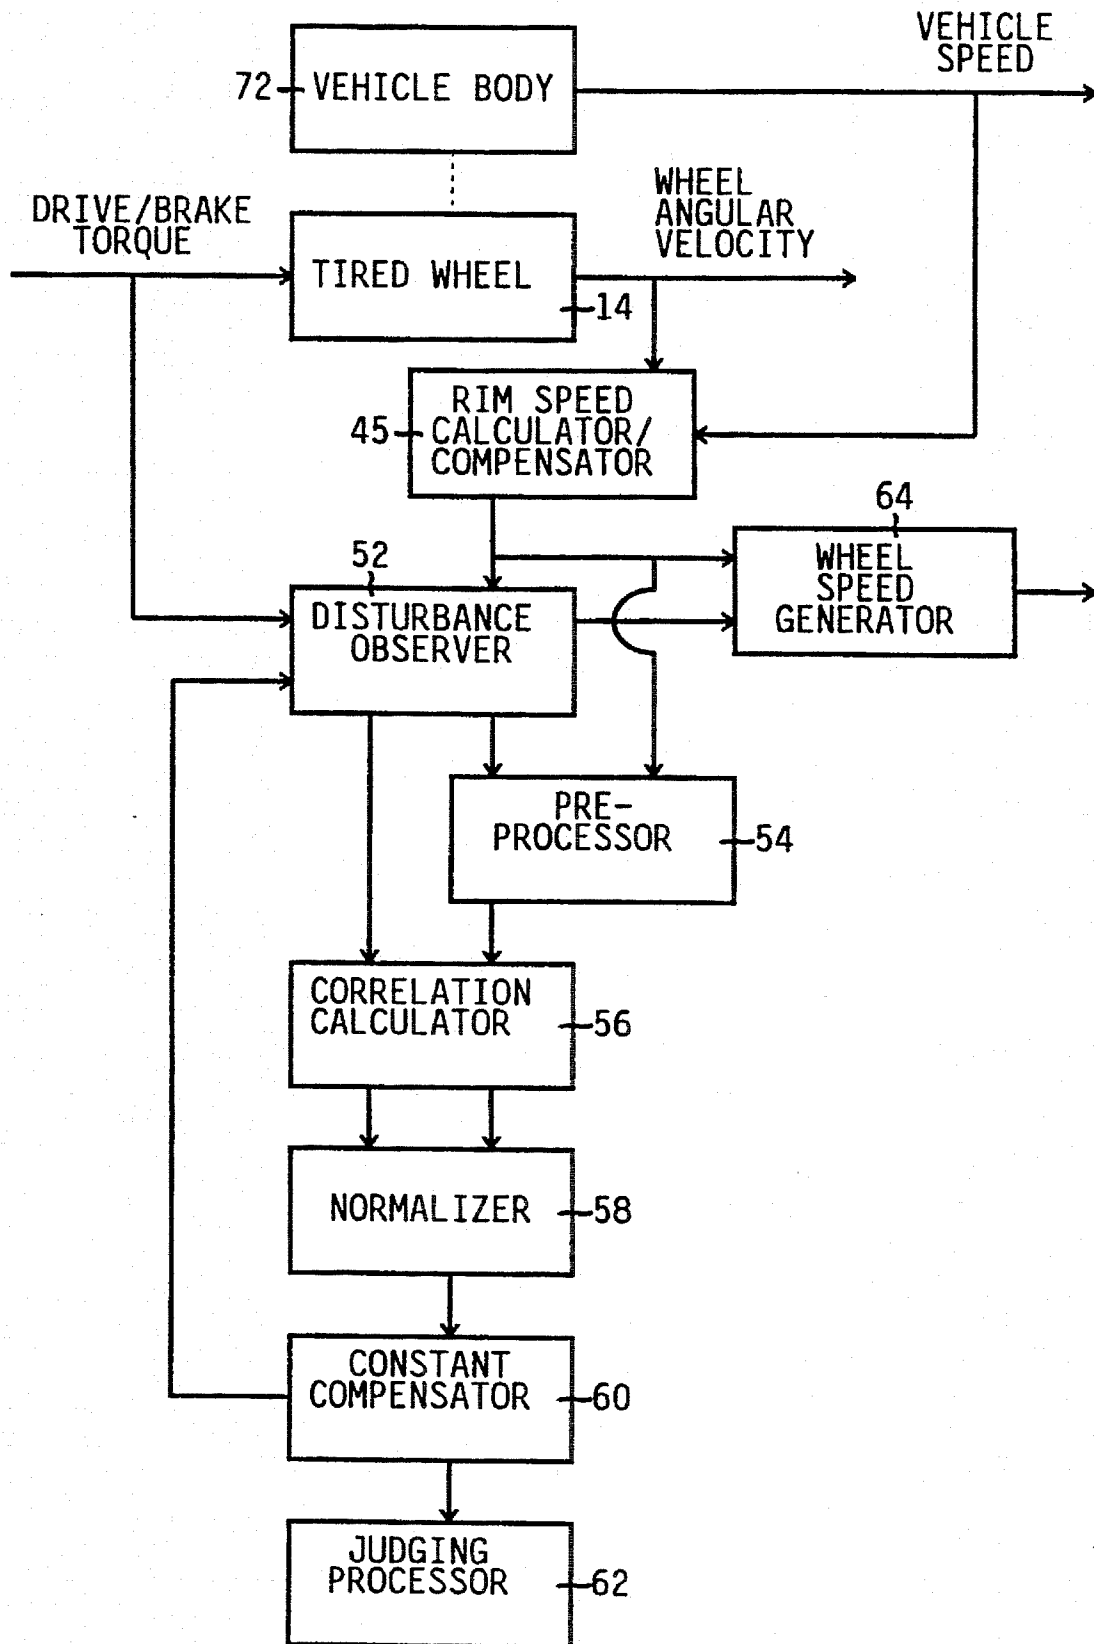 VEHICLE
SPEED
72
VEHICLE BODY
WHEEL
ANGULAR
VELOCITY
DRIVE/BRAKE
TORQUE
TIRED WHEEL
14
RIM SPEED
CALCULATOR/
COMPENSATOR
45
64
WHEEL
SPEED
GENERATOR
52
DISTURBANCE
OBSERVER
PRE-
PROCESSOR
54
CORRELATION
CALCULATOR
56
NORMALIZER
58
CONSTANT
COMPENSATOR
60
JUDGING
PROCESSOR
62